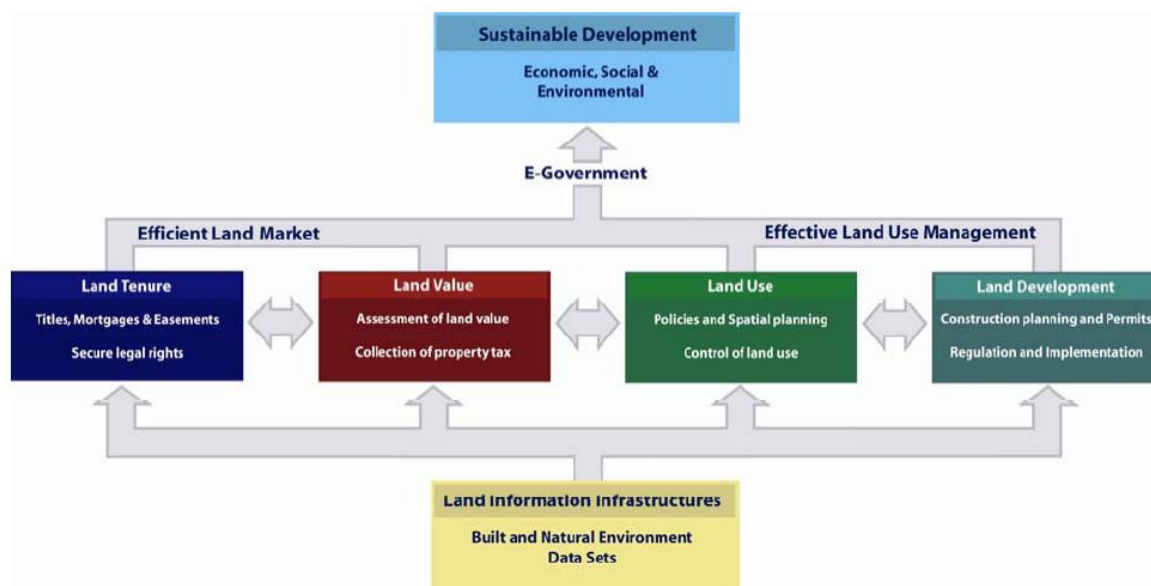 Sustainable Development
Economic, Social &
Environmental
E-Government
Efficient Land Market
Effective Land Use Management
Land Tenure
Titles, Mortgages & Easements
Secure legal rights
Land Value
Assessment of land value
Collection of property tax
Land Use
Policies and Spatial planning
Control of land use
Land Development
Construction planning and Permits
Regulation and Implementation
Land Information Infrastructures
Built and Natural Environment
Data Sets